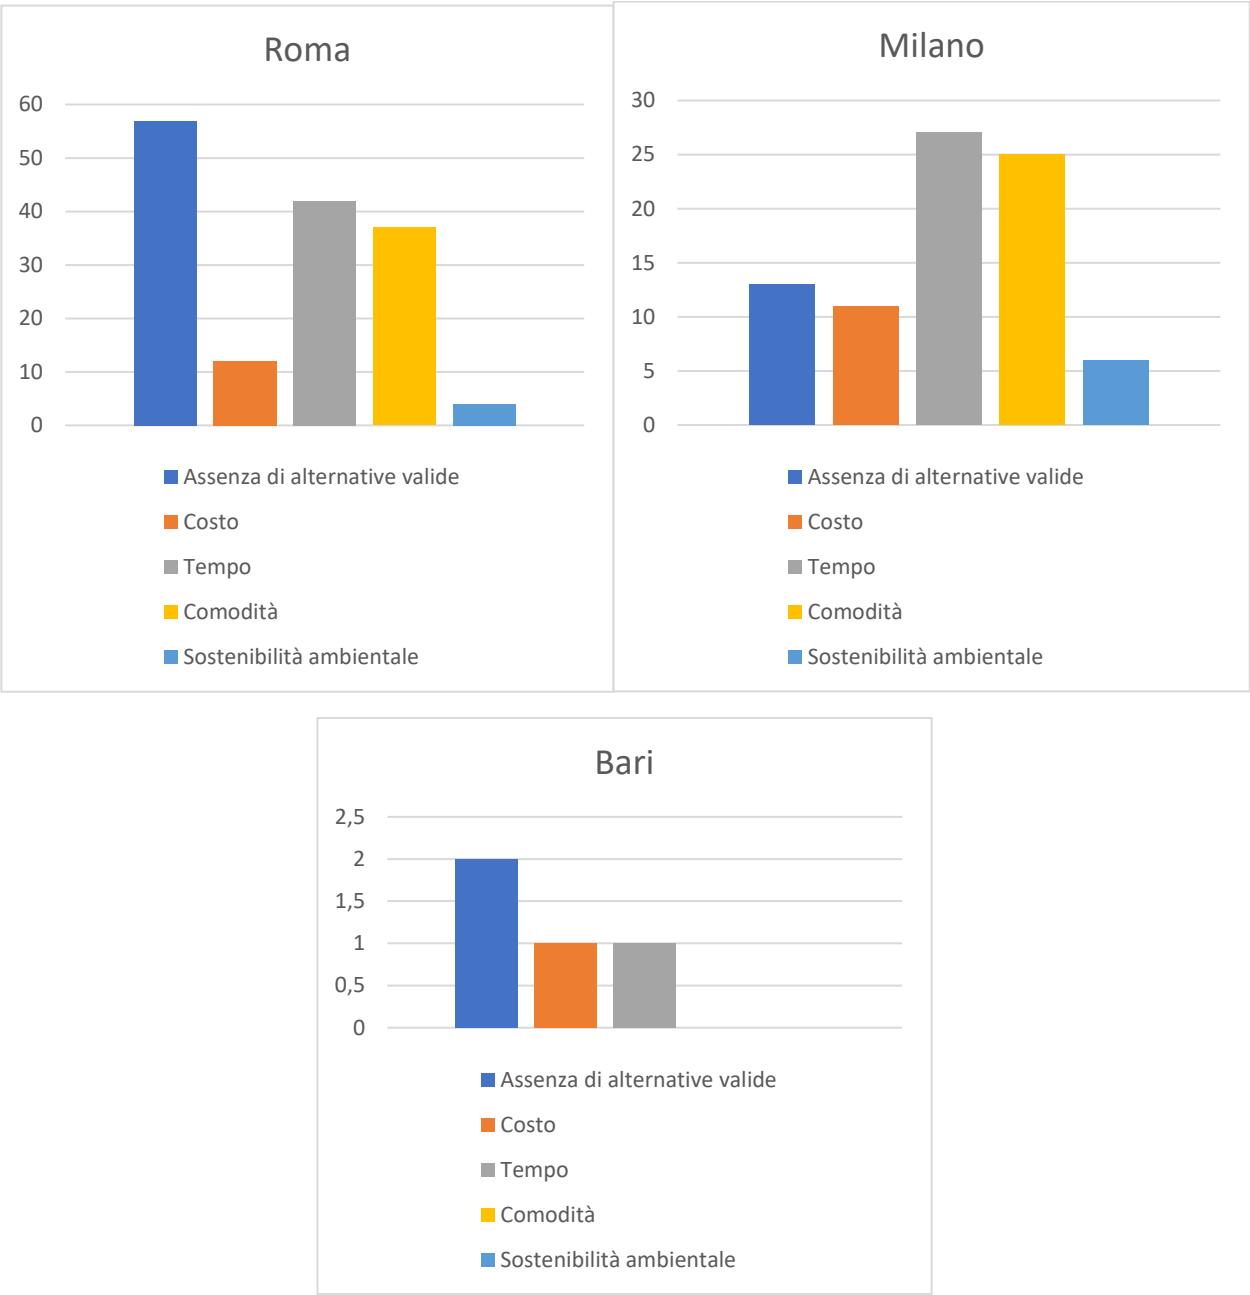 Roma
60
50
40
30
20
10
0
Assenza di alternative valide
Costo
Tempo
Comodità
Sostenibilità ambientale
Milano
30
25
20
15
10
5
0
Assenza di alternative valide
Costo
Tempo
Comodità
Sostenibilità ambientale
Bari
2,5
2
1,5
1
0,5
0
Assenza di alternative valide
Costo
Tempo
Comodità
Sostenibilità ambientale